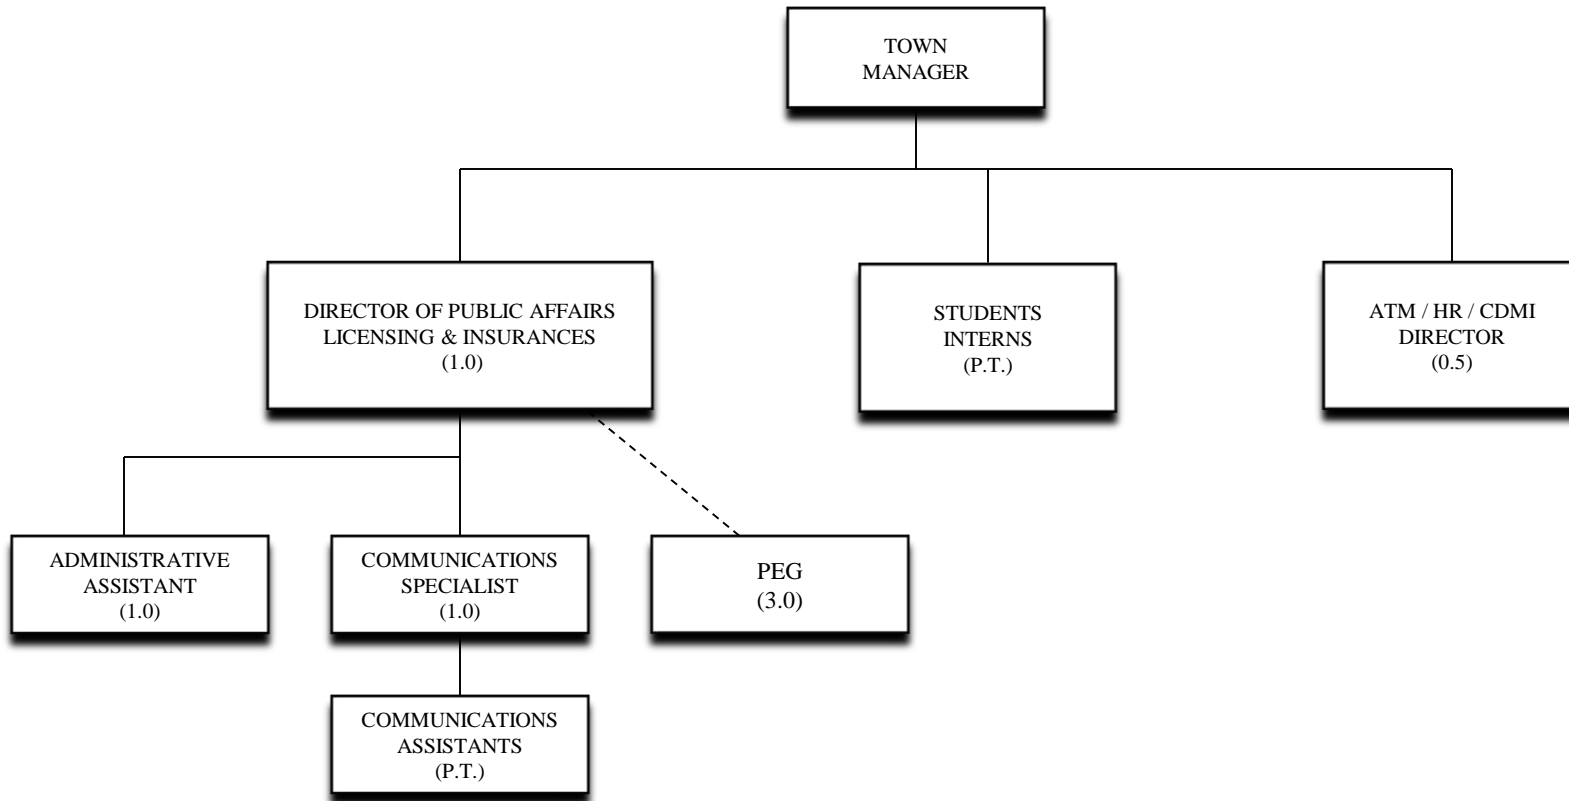 TOWN
MANAGER
DIRECTOR OF PUBLIC AFFAIRS
LICENSING & INSURANCES
(1.0)
STUDENTS
INTERNS
(P.T.)
ATM / HR / CDMI
DIRECTOR
(0.5)
ADMINISTRATIVE
ASSISTANT
(1.0)
COMMUNICATIONS
SPECIALIST
(1.0)
PEG
(3.0)
COMMUNICATIONS
ASSISTANTS
(P.T.)